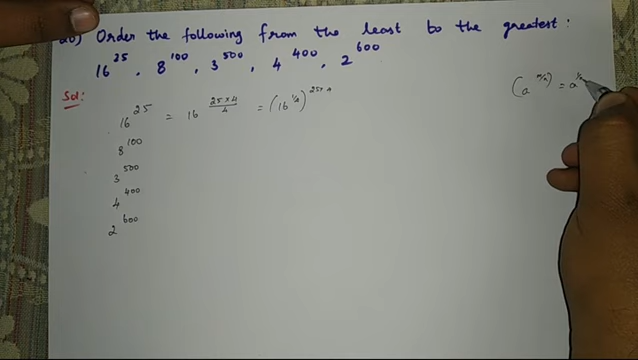 20) Order the following from the least to the greatest :
16^25 , 8^100 , 3^500 , 4^400 , 2^600
Sol:
16^25 = 16^(25×4/4) = (16^(1/4))^(25×4)
(a^(m/n)) = a^(1/
8^100
3^500
4^400
2^600